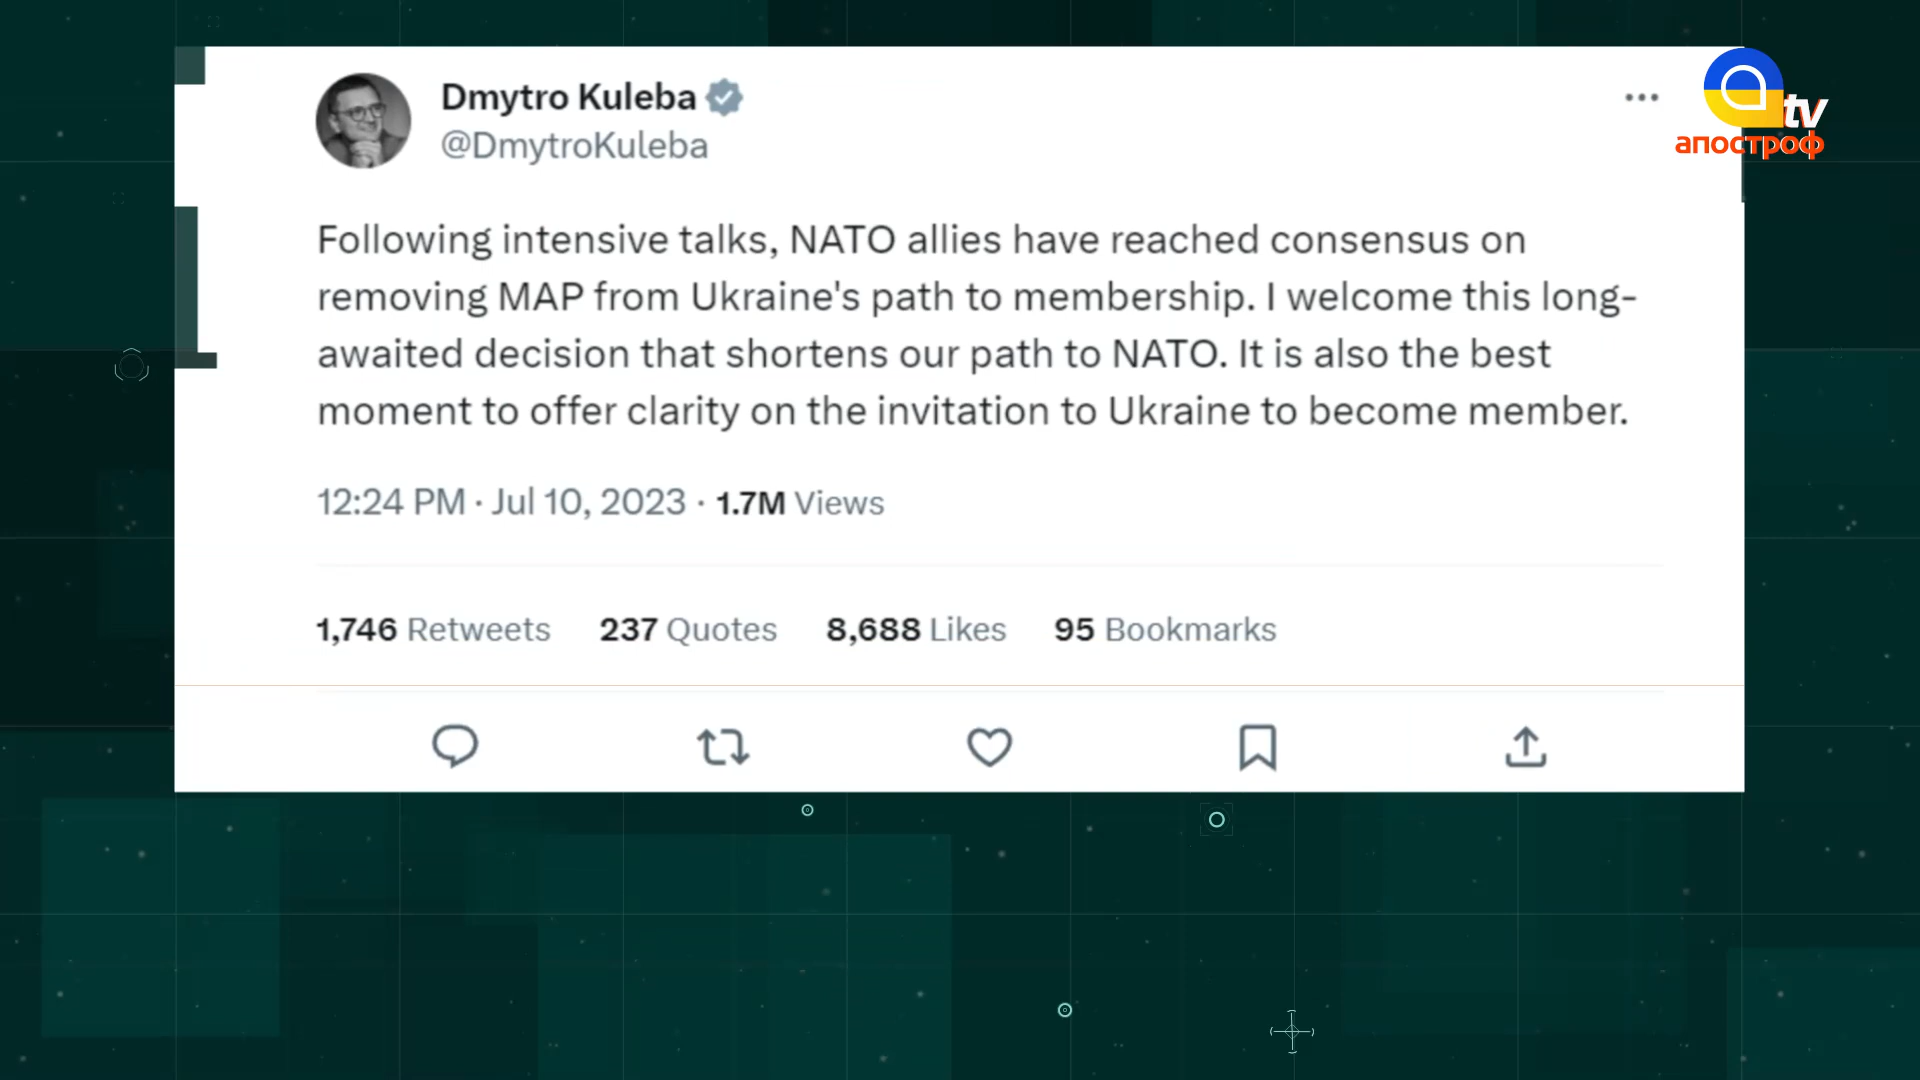 Dmytro Kuleba
@DmytroKuleba
tv
апостроф
Following intensive talks, NATO allies have reached consensus on
removing MAP from Ukraine's path to membership. I welcome this long-
awaited decision that shortens our path to NATO. It is also the best
moment to offer clarity on the invitation to Ukraine to become member.
12:24 PM · Jul 10, 2023 · 1.7M Views
1,746 Retweets 237 Quotes 8,688 Likes 95 Bookmarks